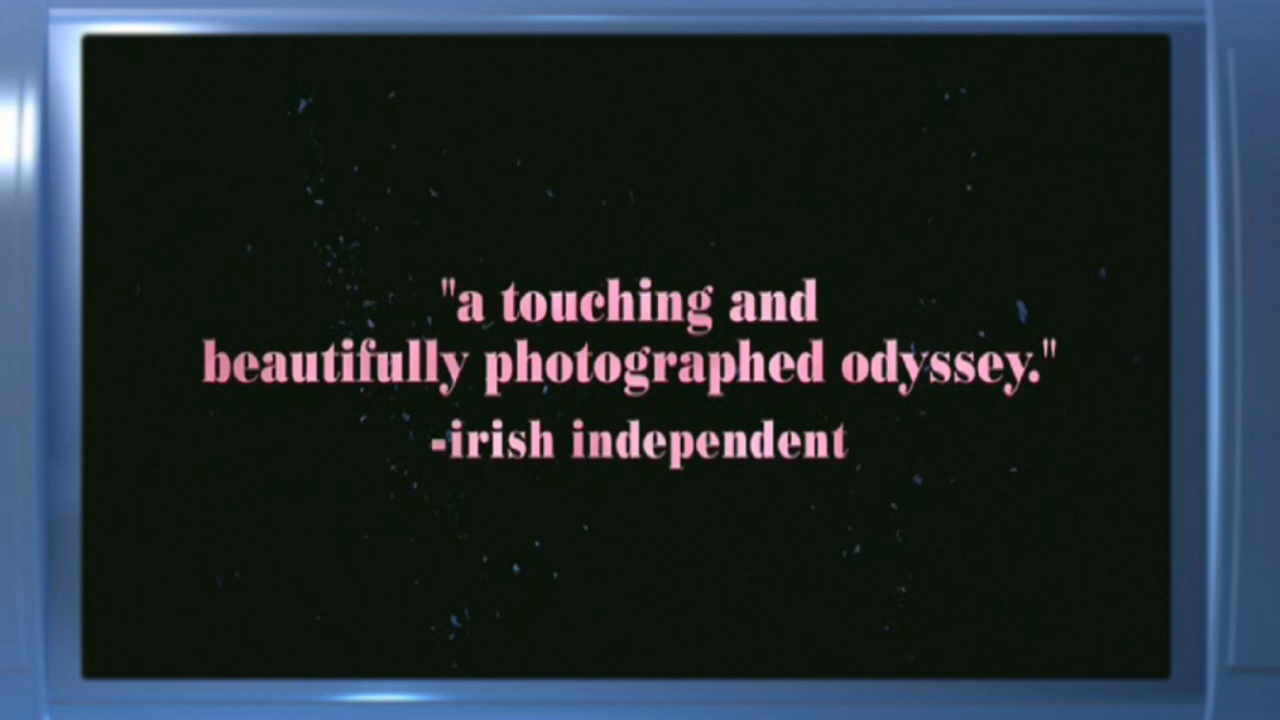 "a touching and
beautifully photographed odyssey."
-irish independent